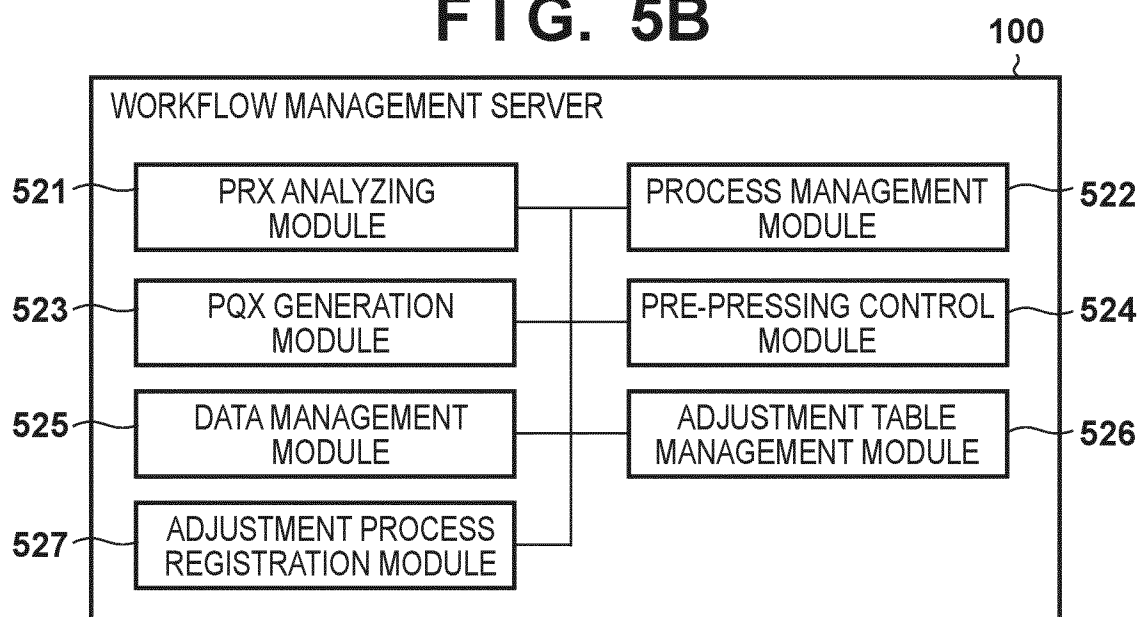 FIG. 5B
100
WORKFLOW MANAGEMENT SERVER
521
PRX ANALYZING
MODULE
PROCESS MANAGEMENT
MODULE
522
523
PQX GENERATION
MODULE
PRE-PRESSING CONTROL
MODULE
524
525
DATA MANAGEMENT
MODULE
ADJUSTMENT TABLE
MANAGEMENT MODULE
526
527
ADJUSTMENT PROCESS
REGISTRATION MODULE